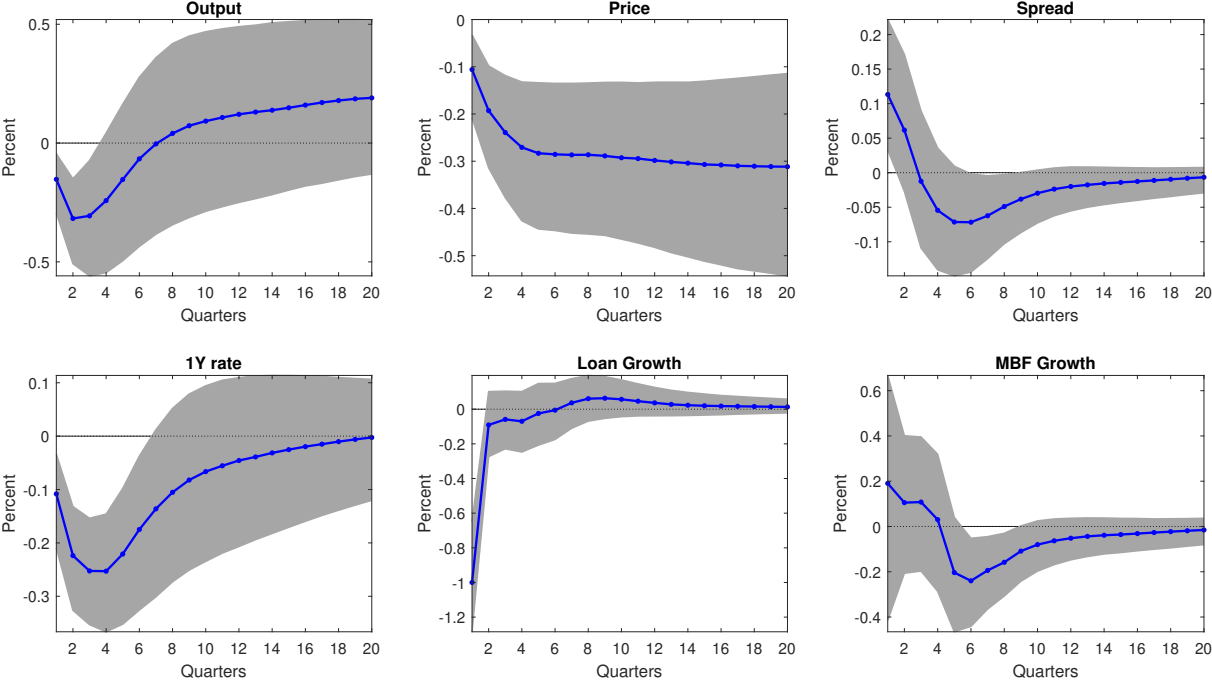 Output
Percent
0.5
0
-0.5
2 4 6 8 10 12 14 16 18 20
Quarters
Price
Percent
0
-0.1
-0.2
-0.3
-0.4
-0.5
2 4 6 8 10 12 14 16 18 20
Quarters
Spread
Percent
0.2
0.15
0.1
0.05
0
-0.05
-0.1
2 4 6 8 10 12 14 16 18 20
Quarters
1Y rate
Percent
0.1
0
-0.1
-0.2
-0.3
2 4 6 8 10 12 14 16 18 20
Quarters
Loan Growth
Percent
0
-0.2
-0.4
-0.6
-0.8
-1
-1.2
2 4 6 8 10 12 14 16 18 20
Quarters
MBF Growth
Percent
0.6
0.4
0.2
0
-0.2
-0.4
2 4 6 8 10 12 14 16 18 20
Quarters